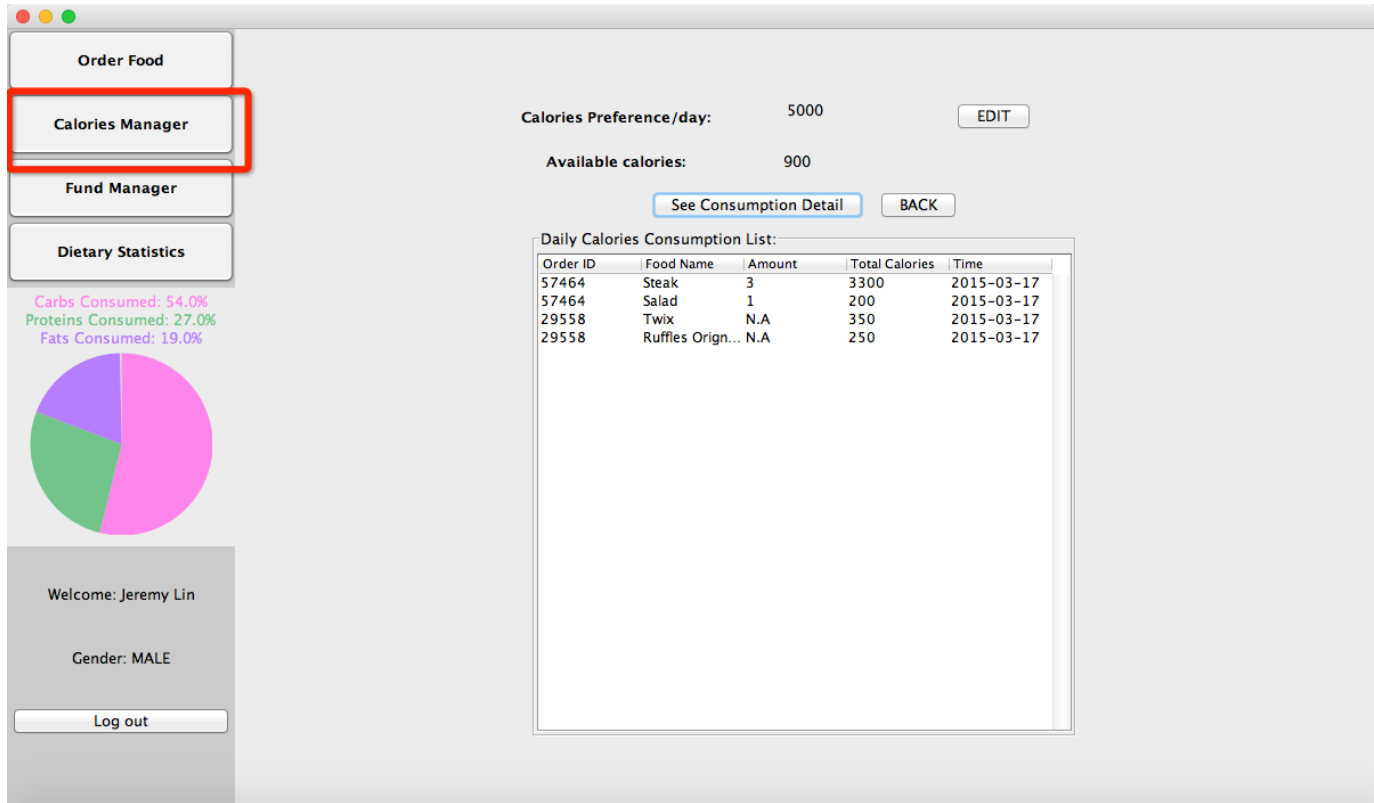 Order Food
Calories Manager
Fund Manager
Dietary Statistics
Carbs Consumed: 54.0%
Proteins Consumed: 27.0%
Fats Consumed: 19.0%
Welcome: Jeremy Lin
Gender: MALE
Log out
Calories Preference/day: 5000 EDIT
Available calories: 900
See Consumption Detail BACK
Daily Calories Consumption List:
Order ID Food Name Amount Total Calories Time
57464 Steak 3 3300 2015-03-17
57464 Salad 1 200 2015-03-17
29558 Twix N.A 350 2015-03-17
29558 Ruffles Orign... N.A 250 2015-03-17